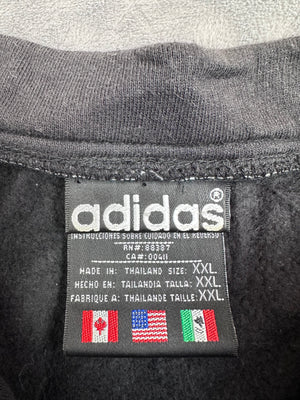 adidas®
INSTRUCCIONES SOBRE CUIDADO EN EL REVERSO
RN#:88387
CA#:00411
MADE IN: THAILAND SIZE: XXL
HECHO EN: TAILANDIA TALLA: XXL
FABRIQUE A: THAILANDE TAILLE: XXL